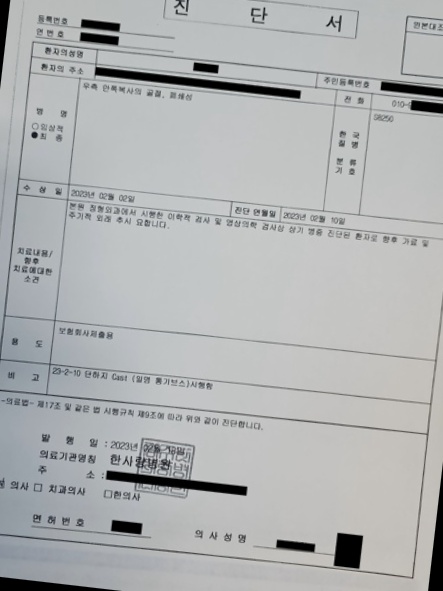 진 단 서
원본대조
등록번호
연번호
환자의성명
환자의 주소
주민등록번호
전 화
010-
병 명
○임상적
●최 종
우측 안쪽복사의 골절, 폐쇄성
한 국
질 병
분 류
기 호
S8250
수 상 일
2023년 02월 02일
진단 연월일
2023년 02월 10일
치료내용/
향후
치료에대한
소견
본원 정형외과에서 시행한 이학적 검사 및 영상의학 검사상 상기 병증 진단된 환자로 향후 가료 및
주기적 외래 추시 요합니다.
용 도
보험회사제출용
비 고
23-2-10 단하지 Cast (일명 통기브스)시행함
-의료법- 제17조 및 같은 법 시행규칙 제9조에 따라 위와 같이 진단합니다.
발 행 일 : 2023년 02월
의료기관명칭 한사랑병원
주 소 :
의사 □ 치과의사 □한의사
면허번호
의사성명